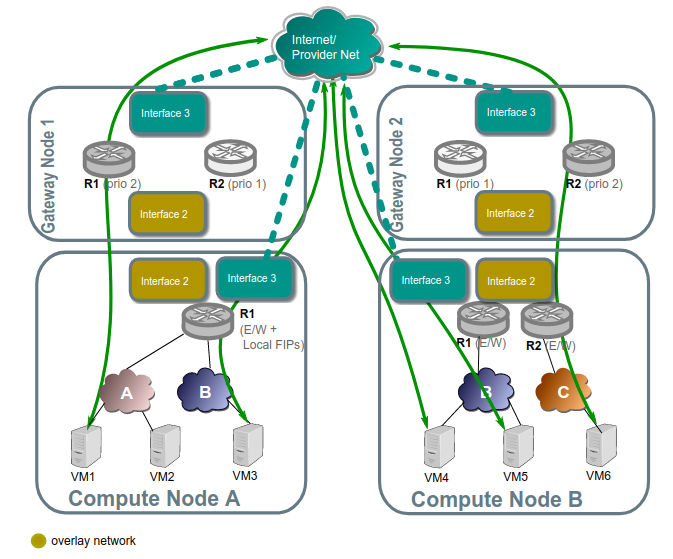 Internet/
Provider Net
Gateway Node 1
Interface 3
R1 (prio 2)
R2 (prio 1)
Interface 2
Gateway Node 2
Interface 3
R1 (prio 1)
R2 (prio 2)
Interface 2
Interface 2
Interface 3
R1
(E/W +
Local FIPs)
A
B
VM1
VM2
VM3
Compute Node A
Interface 3
Interface 2
R1 (E/W)
R2 (E/W)
B
C
VM4
VM5
VM6
Compute Node B
overlay network